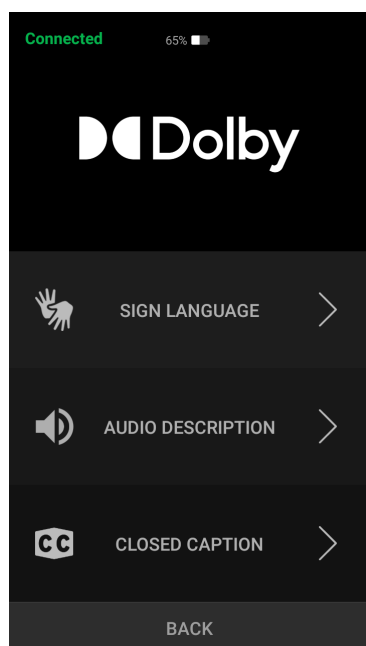 Connected 65%
Dolby
SIGN LANGUAGE
AUDIO DESCRIPTION
CC CLOSED CAPTION
BACK